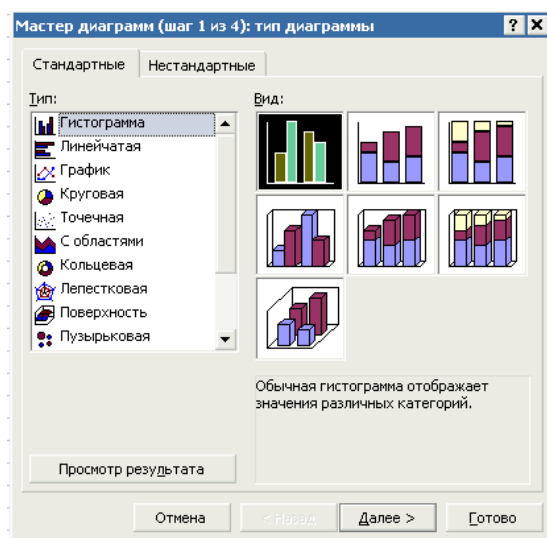 Мастер диаграмм (шаг 1 из 4): тип диаграммы
Стандартные Нестандартные
Тип:
Гистограмма
Линейчатая
График
Круговая
Точечная
С областями
Кольцевая
Лепестковая
Поверхность
Пузырьковая
Вид:
Обычная гистограмма отображает
значения различных категорий.
Просмотр результата
Отмена < Назад Далее > Готово